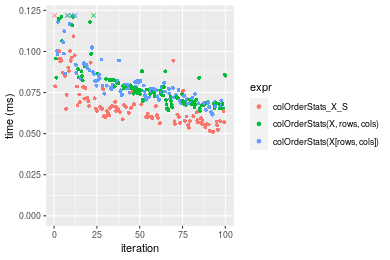 0.125
0.100
0.075
0.050
0.025
0.000
time (ms)
0
25
50
75
100
iteration
expr
colOrderStats_X_S
colOrderStats(X, rows, cols)
colOrderStats(X[rows, cols])